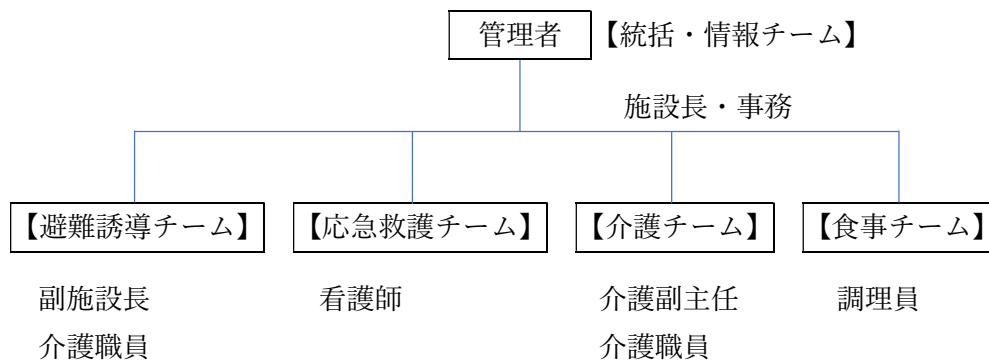 管理者 【統括・情報チーム】
施設長・事務
【避難誘導チーム】 【応急救護チーム】 【介護チーム】 【食事チーム】
副施設長 看護師 介護副主任 調理員
介護職員 介護職員